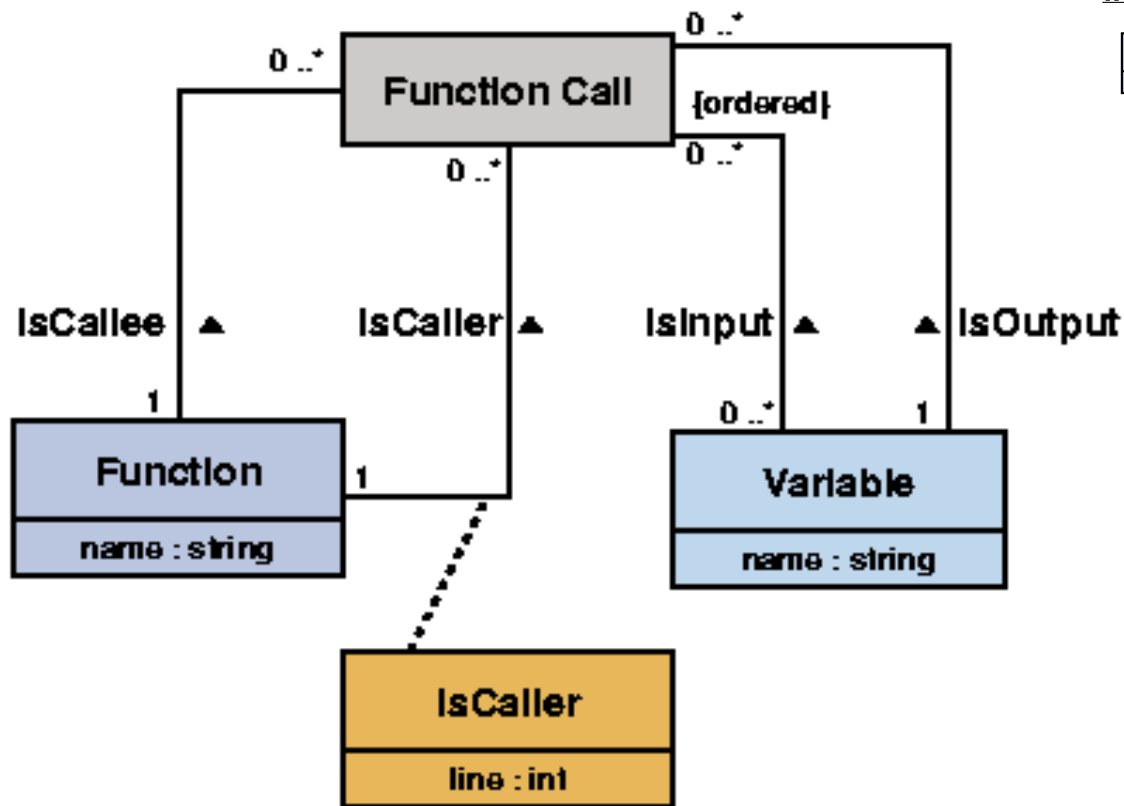 0 ..*
0 ..*
Function Call
{ordered}
0 ..*
0 ..*
IsCallee
IsCaller
IsInput
IsOutput
1
0 ..*
1
Function
1
Variable
name : string
name : string
IsCaller
line : int